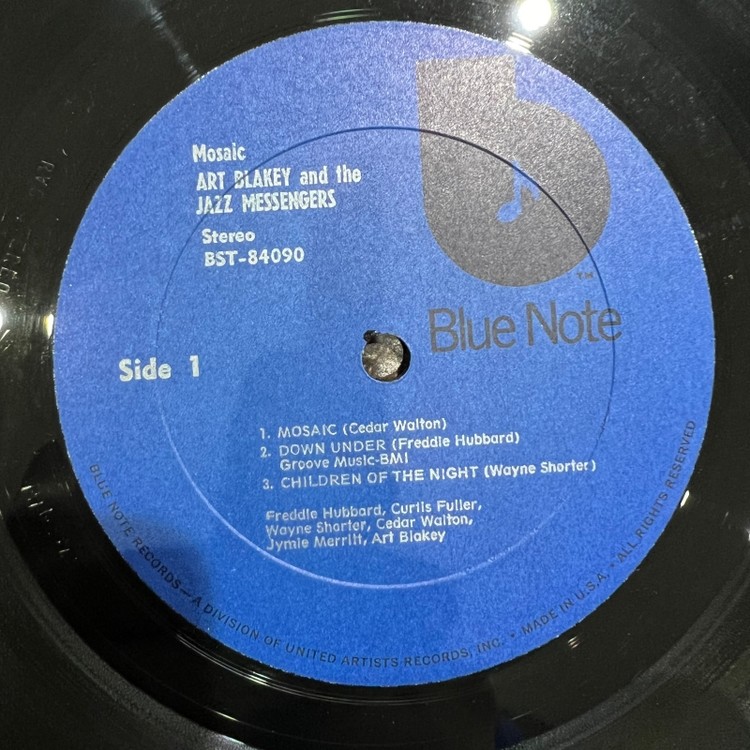 Mosaic
ART BLAKEY and the
JAZZ MESSENGERS
Stereo
BST-84090
TM
Blue Note
Side 1
1. MOSAIC (Cedar Walton)
2. DOWN UNDER (Freddie Hubbard)
Groove Music-BMI
3. CHILDREN OF THE NIGHT (Wayne Shorter)
Freddie Hubbard, Curtis Fuller,
Wayne Shorter, Cedar Walton,
Jymie Merritt, Art Blakey
BLUE NOTE RECORDS—A DIVISION OF UNITED ARTISTS RECORDS, INC. • MADE IN U.S.A. • ALL RIGHTS RESERVED